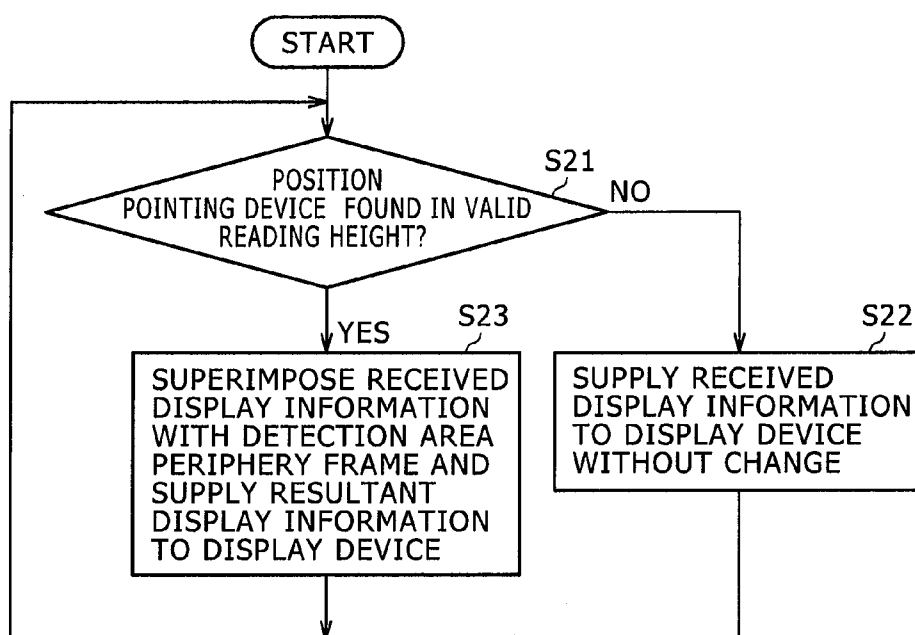 START
S21
POSITION
POINTING DEVICE FOUND IN VALID
READING HEIGHT?
NO
YES
S23
SUPERIMPOSE RECEIVED
DISPLAY INFORMATION
WITH DETECTION AREA
PERIPHERY FRAME AND
SUPPLY RESULTANT
DISPLAY INFORMATION
TO DISPLAY DEVICE
S22
SUPPLY RECEIVED
DISPLAY INFORMATION
TO DISPLAY DEVICE
WITHOUT CHANGE